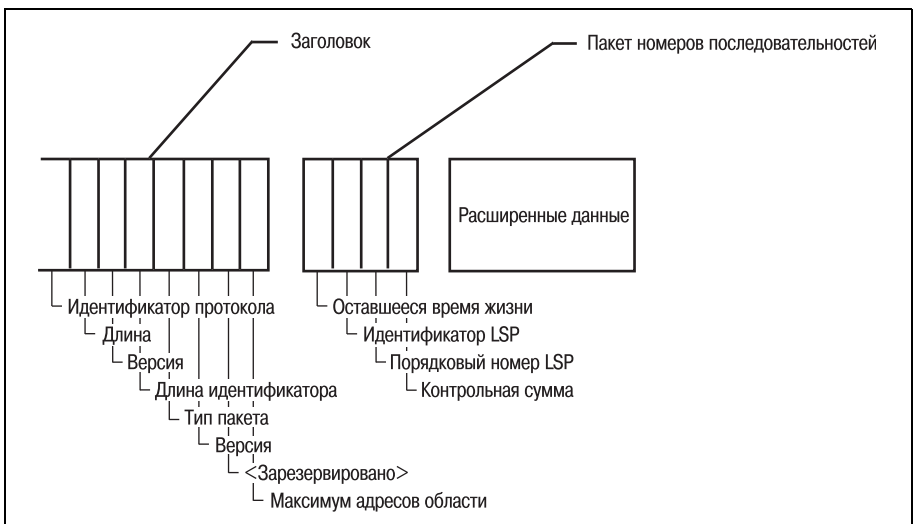 Заголовок
Пакет номеров последовательностей
Расширенные данные
Идентификатор протокола
Длина
Версия
Длина идентификатора
Тип пакета
Версия
<Зарезервировано>
Максимум адресов области
Оставшееся время жизни
Идентификатор LSP
Порядковый номер LSP
Контрольная сумма